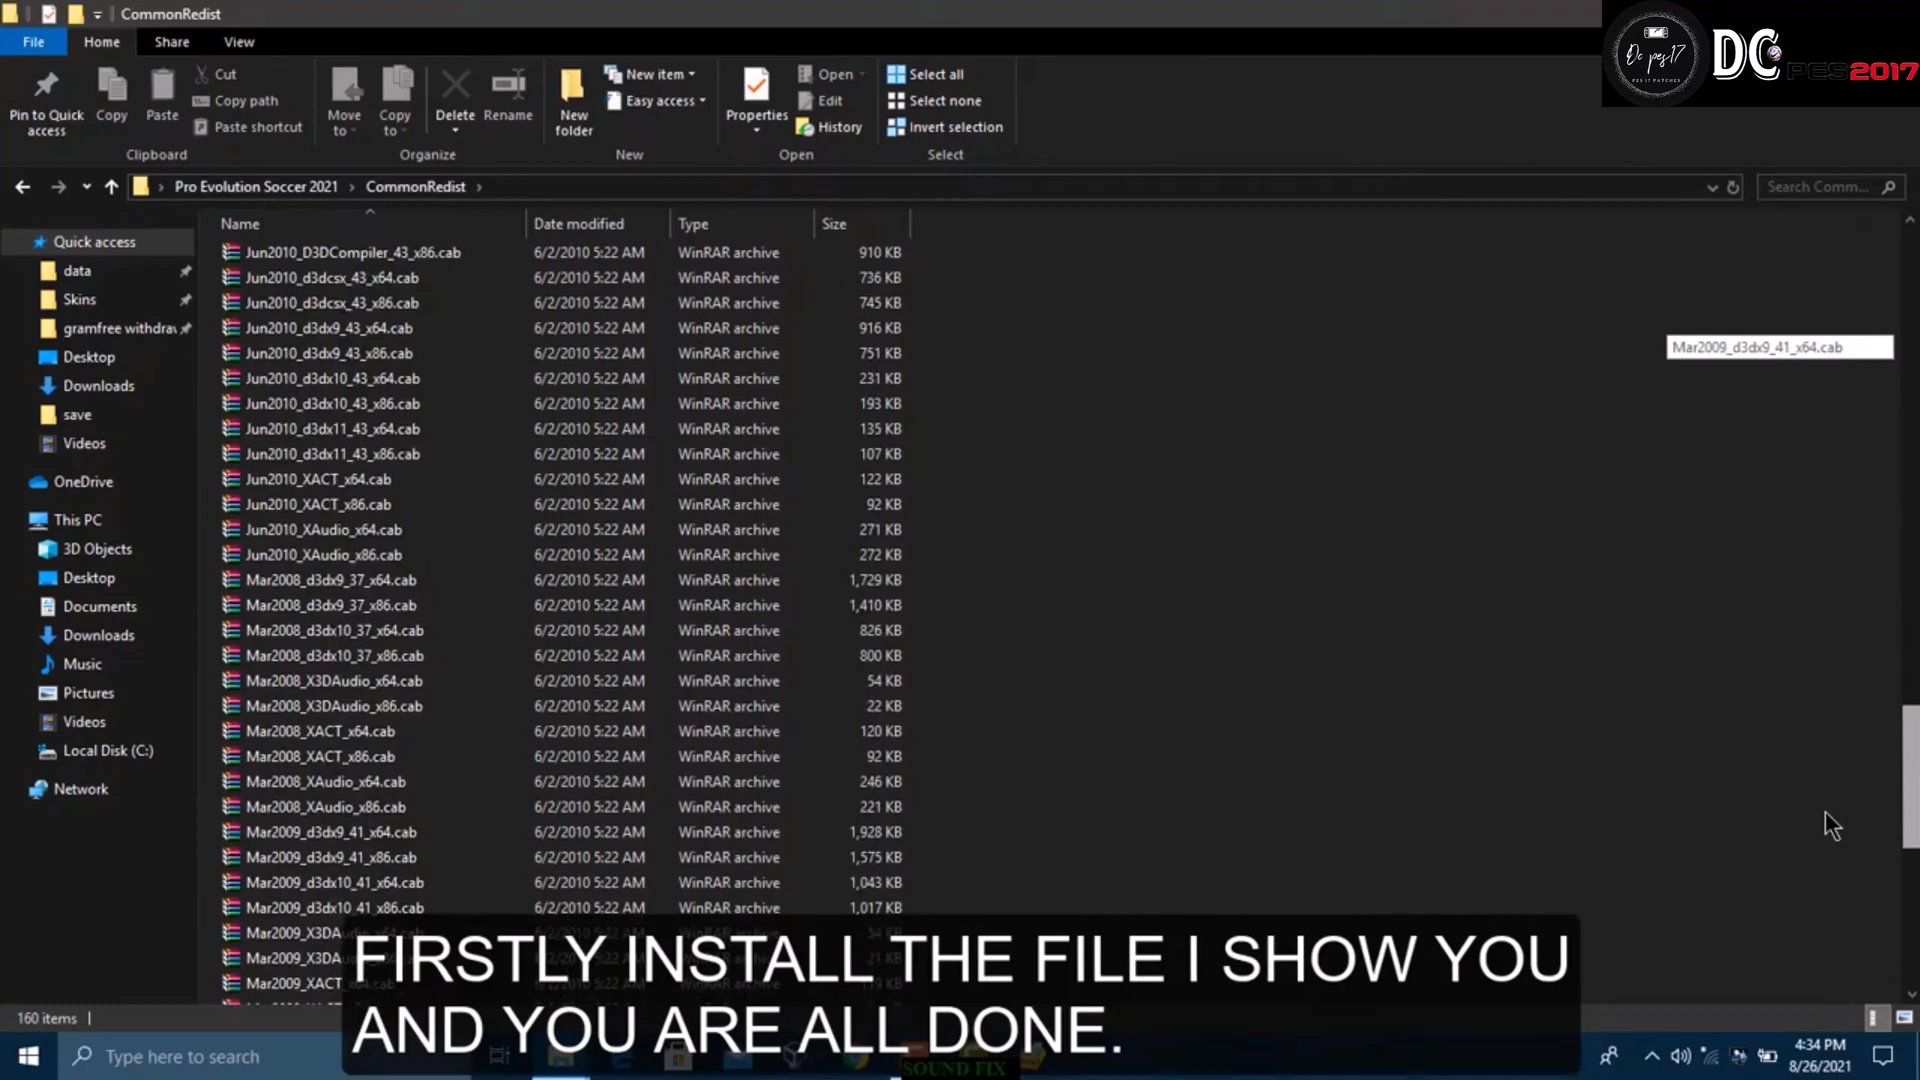 CommonRedist
File Home Share View
Pin to Quick access
Copy
Paste
Cut
Copy path
Paste shortcut
Clipboard
Move to
Copy to
Delete
Rename
Organize
New folder
New item
Easy access
New
Properties
Open
Edit
History
Open
Select all
Select none
Invert selection
Select
Dc pes17
PES 17 PATCHES
DC PES2017
Pro Evolution Soccer 2021 > CommonRedist >
Search Comm...
Name Date modified Type Size
Quick access
data
Skins
gramfree withdra
Desktop
Downloads
save
Videos
OneDrive
This PC
3D Objects
Desktop
Documents
Downloads
Music
Pictures
Videos
Local Disk (C:)
Network
Jun2010_D3DCompiler_43_x86.cab 6/2/2010 5:22 AM WinRAR archive 910 KB
Jun2010_d3dcsx_43_x64.cab 6/2/2010 5:22 AM WinRAR archive 736 KB
Jun2010_d3dcsx_43_x86.cab 6/2/2010 5:22 AM WinRAR archive 745 KB
Jun2010_d3dx9_43_x64.cab 6/2/2010 5:22 AM WinRAR archive 916 KB
Jun2010_d3dx9_43_x86.cab 6/2/2010 5:22 AM WinRAR archive 751 KB
Jun2010_d3dx10_43_x64.cab 6/2/2010 5:22 AM WinRAR archive 231 KB
Jun2010_d3dx10_43_x86.cab 6/2/2010 5:22 AM WinRAR archive 193 KB
Jun2010_d3dx11_43_x64.cab 6/2/2010 5:22 AM WinRAR archive 135 KB
Jun2010_d3dx11_43_x86.cab 6/2/2010 5:22 AM WinRAR archive 107 KB
Jun2010_XACT_x64.cab 6/2/2010 5:22 AM WinRAR archive 122 KB
Jun2010_XACT_x86.cab 6/2/2010 5:22 AM WinRAR archive 92 KB
Jun2010_XAudio_x64.cab 6/2/2010 5:22 AM WinRAR archive 271 KB
Jun2010_XAudio_x86.cab 6/2/2010 5:22 AM WinRAR archive 272 KB
Mar2008_d3dx9_37_x64.cab 6/2/2010 5:22 AM WinRAR archive 1,729 KB
Mar2008_d3dx9_37_x86.cab 6/2/2010 5:22 AM WinRAR archive 1,410 KB
Mar2008_d3dx10_37_x64.cab 6/2/2010 5:22 AM WinRAR archive 826 KB
Mar2008_d3dx10_37_x86.cab 6/2/2010 5:22 AM WinRAR archive 800 KB
Mar2008_X3DAudio_x64.cab 6/2/2010 5:22 AM WinRAR archive 54 KB
Mar2008_X3DAudio_x86.cab 6/2/2010 5:22 AM WinRAR archive 22 KB
Mar2008_XACT_x64.cab 6/2/2010 5:22 AM WinRAR archive 120 KB
Mar2008_XACT_x86.cab 6/2/2010 5:22 AM WinRAR archive 92 KB
Mar2008_XAudio_x64.cab 6/2/2010 5:22 AM WinRAR archive 246 KB
Mar2008_XAudio_x86.cab 6/2/2010 5:22 AM WinRAR archive 221 KB
Mar2009_d3dx9_41_x64.cab 6/2/2010 5:22 AM WinRAR archive 1,928 KB
Mar2009_d3dx9_41_x86.cab 6/2/2010 5:22 AM WinRAR archive 1,575 KB
Mar2009_d3dx10_41_x64.cab 6/2/2010 5:22 AM WinRAR archive 1,043 KB
Mar2009_d3dx10_41_x86.cab 6/2/2010 5:22 AM WinRAR archive 1,017 KB
Mar2009_X3DA
Mar2009_X3DA
Mar2009_XACT
Mar2009_d3dx9_41_x64.cab
FIRSTLY INSTALL THE FILE I SHOW YOU
AND YOU ARE ALL DONE.
160 items
Type here to search
SOUND FIX
4:34 PM
8/26/2021